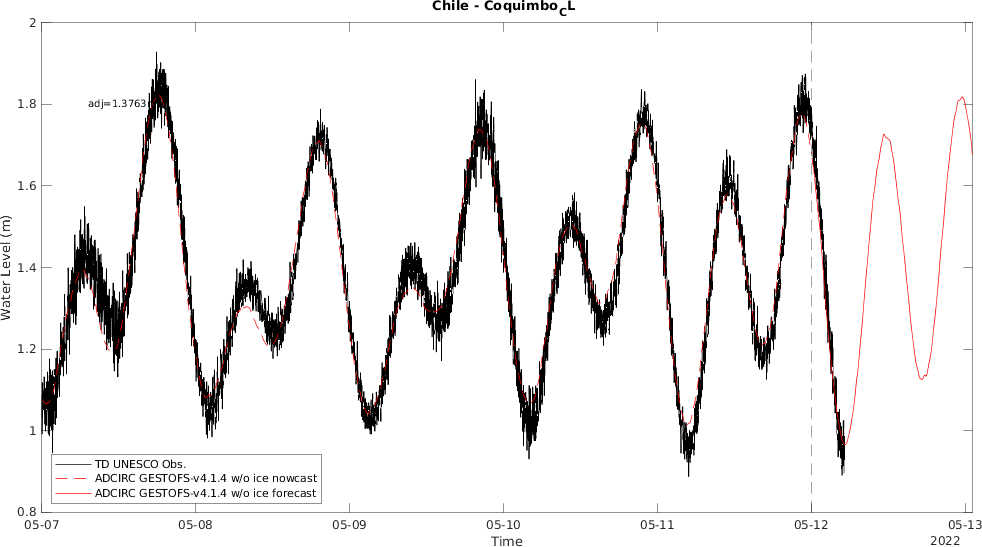 Chile - Coquimbo_CL
2
1.8
1.6
1.4
1.2
1
0.8
Water Level (m)
adj=1.3763
TD UNESCO Obs.
ADCIRC GESTOFS-v4.1.4 w/o ice nowcast
ADCIRC GESTOFS-v4.1.4 w/o ice forecast
05-07 05-08 05-09 05-10 05-11 05-12 05-13
Time 2022